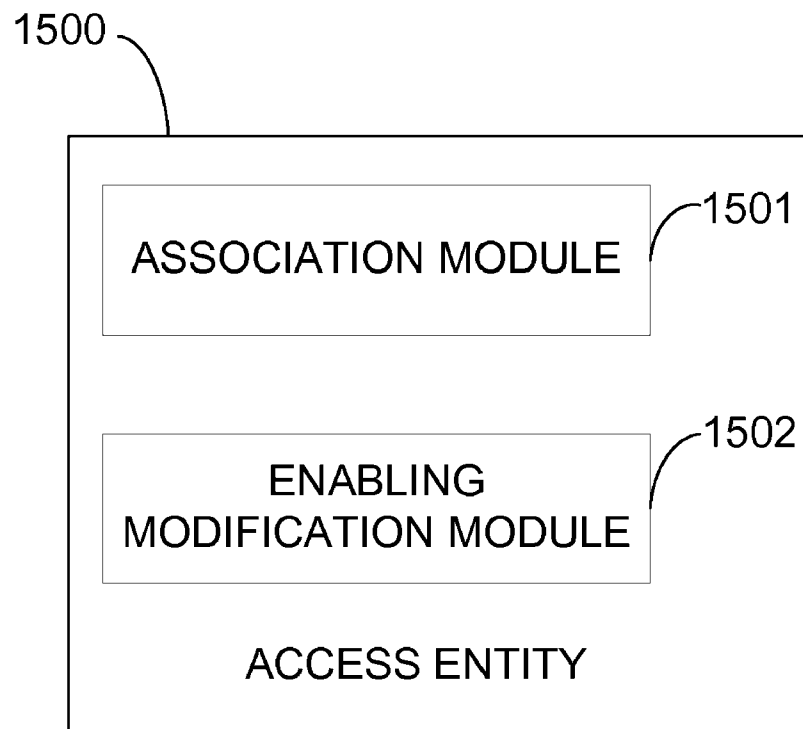 1500
1501
ASSOCIATION MODULE
1502
ENABLING
MODIFICATION MODULE
ACCESS ENTITY